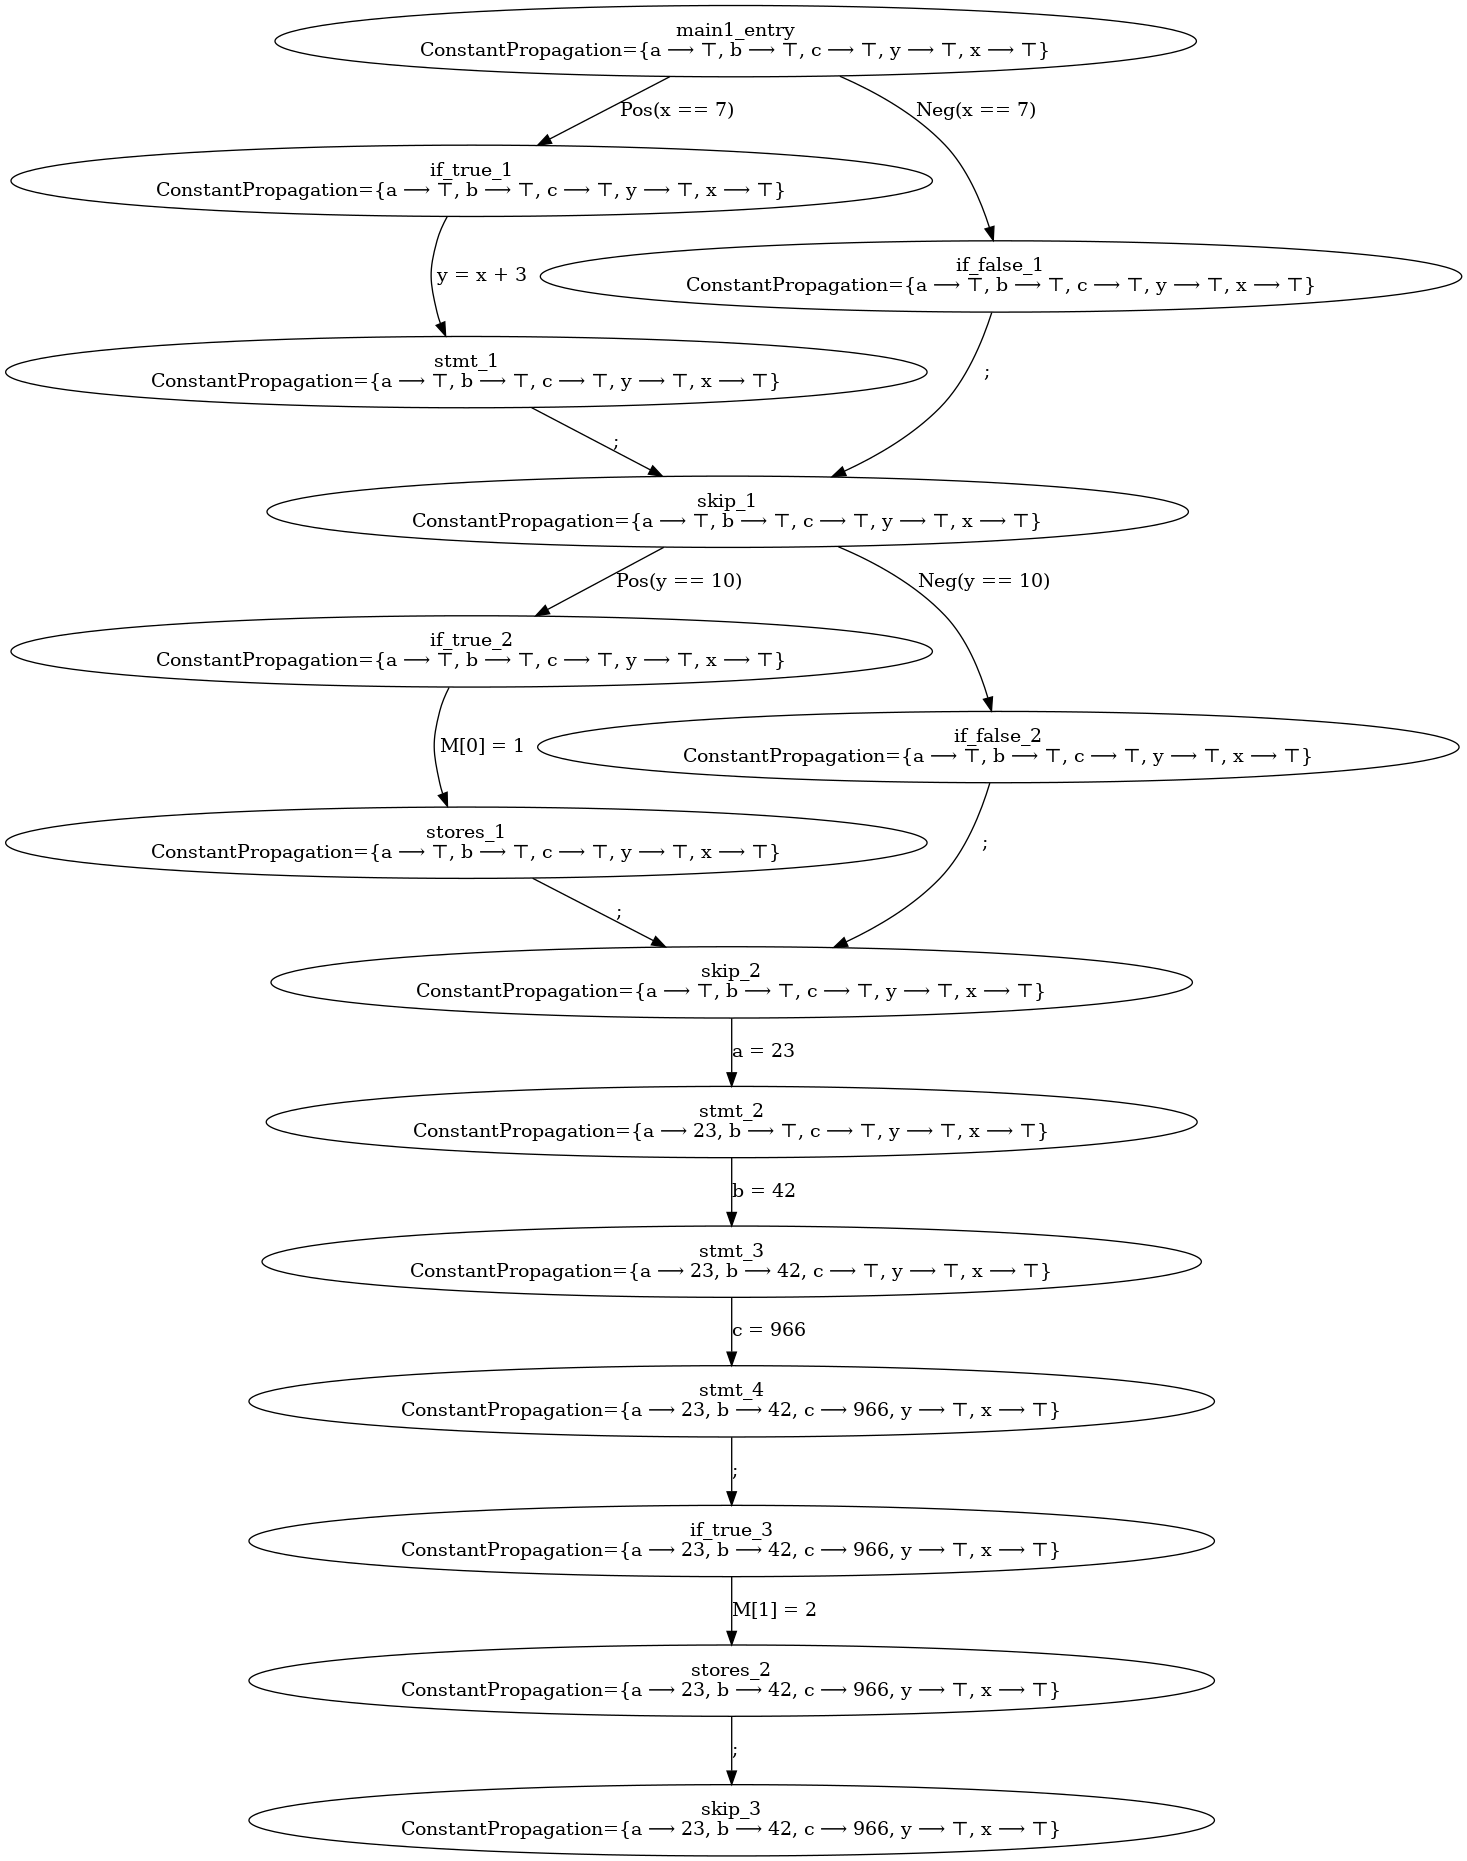 main1_entry
ConstantPropagation={a ⟶ ⊤, b ⟶ ⊤, c ⟶ ⊤, y ⟶ ⊤, x ⟶ ⊤}
Pos(x == 7)
Neg(x == 7)
if_true_1
ConstantPropagation={a ⟶ ⊤, b ⟶ ⊤, c ⟶ ⊤, y ⟶ ⊤, x ⟶ ⊤}
y = x + 3
if_false_1
ConstantPropagation={a ⟶ ⊤, b ⟶ ⊤, c ⟶ ⊤, y ⟶ ⊤, x ⟶ ⊤}
stmt_1
ConstantPropagation={a ⟶ ⊤, b ⟶ ⊤, c ⟶ ⊤, y ⟶ ⊤, x ⟶ ⊤}
;
;
skip_1
ConstantPropagation={a ⟶ ⊤, b ⟶ ⊤, c ⟶ ⊤, y ⟶ ⊤, x ⟶ ⊤}
Pos(y == 10)
Neg(y == 10)
if_true_2
ConstantPropagation={a ⟶ ⊤, b ⟶ ⊤, c ⟶ ⊤, y ⟶ ⊤, x ⟶ ⊤}
M[0] = 1
if_false_2
ConstantPropagation={a ⟶ ⊤, b ⟶ ⊤, c ⟶ ⊤, y ⟶ ⊤, x ⟶ ⊤}
stores_1
ConstantPropagation={a ⟶ ⊤, b ⟶ ⊤, c ⟶ ⊤, y ⟶ ⊤, x ⟶ ⊤}
;
;
skip_2
ConstantPropagation={a ⟶ ⊤, b ⟶ ⊤, c ⟶ ⊤, y ⟶ ⊤, x ⟶ ⊤}
a = 23
stmt_2
ConstantPropagation={a ⟶ 23, b ⟶ ⊤, c ⟶ ⊤, y ⟶ ⊤, x ⟶ ⊤}
b = 42
stmt_3
ConstantPropagation={a ⟶ 23, b ⟶ 42, c ⟶ ⊤, y ⟶ ⊤, x ⟶ ⊤}
c = 966
stmt_4
ConstantPropagation={a ⟶ 23, b ⟶ 42, c ⟶ 966, y ⟶ ⊤, x ⟶ ⊤}
;
if_true_3
ConstantPropagation={a ⟶ 23, b ⟶ 42, c ⟶ 966, y ⟶ ⊤, x ⟶ ⊤}
M[1] = 2
stores_2
ConstantPropagation={a ⟶ 23, b ⟶ 42, c ⟶ 966, y ⟶ ⊤, x ⟶ ⊤}
;
skip_3
ConstantPropagation={a ⟶ 23, b ⟶ 42, c ⟶ 966, y ⟶ ⊤, x ⟶ ⊤}